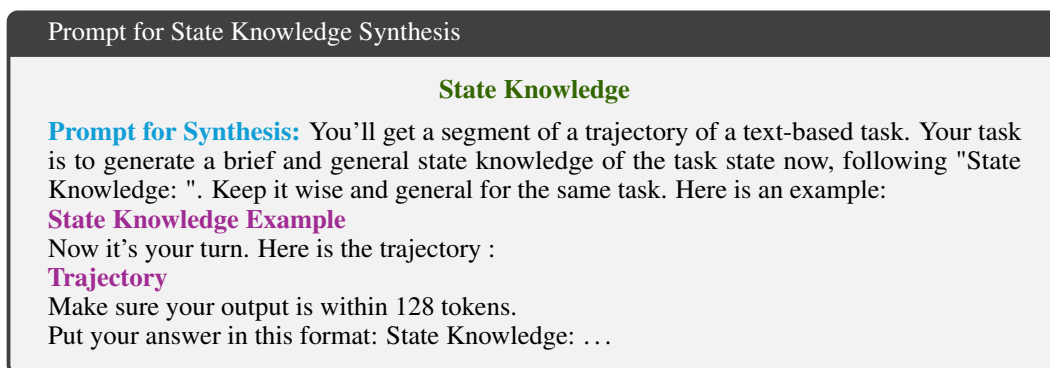 Prompt for State Knowledge Synthesis
State Knowledge
Prompt for Synthesis: You'll get a segment of a trajectory of a text-based task. Your task
is to generate a brief and general state knowledge of the task state now, following "State
Knowledge: ". Keep it wise and general for the same task. Here is an example:
State Knowledge Example
Now it's your turn. Here is the trajectory :
Trajectory
Make sure your output is within 128 tokens.
Put your answer in this format: State Knowledge: ...